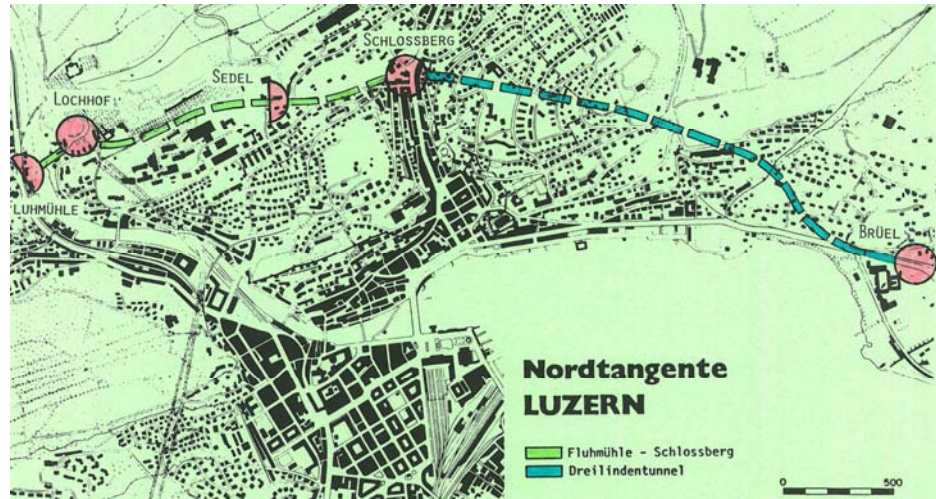 SCHLOSSBERG
SEDEL
LOCHHOF
LUHMÜHLE
BRÜEL
Nordtangente
LUZERN
Fluhmühle - Schlossberg
Dreilindentunnel
0 500